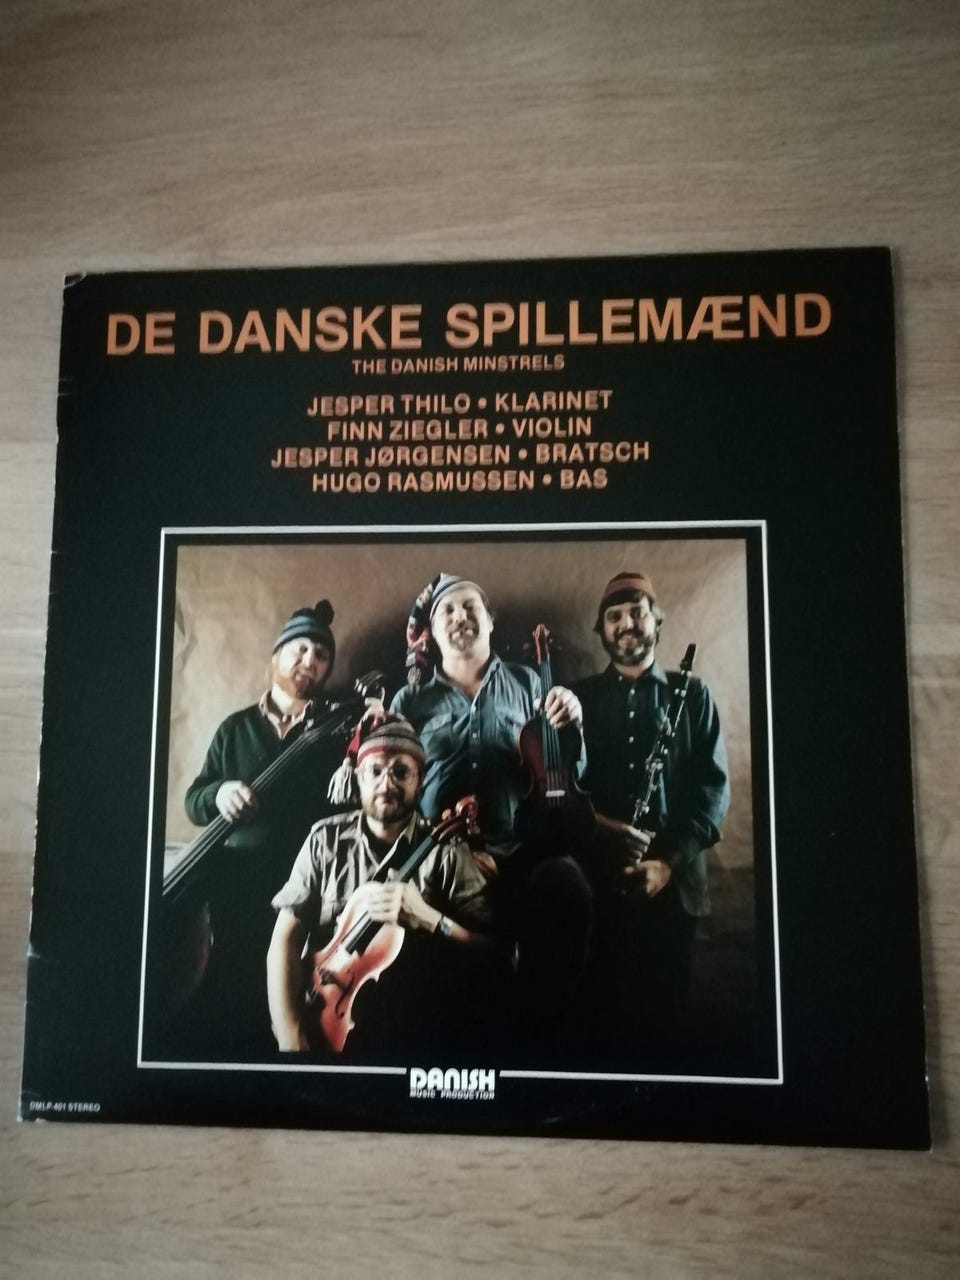 DE DANSKE SPILLEMÆND
THE DANISH MINSTRELS
JESPER THILO • KLARINET
FINN ZIEGLER • VIOLIN
JESPER JØRGENSEN • BRATSCH
HUGO RASMUSSEN • BAS
DANISH
MUSIC PRODUCTION
DMLP-401 STEREO